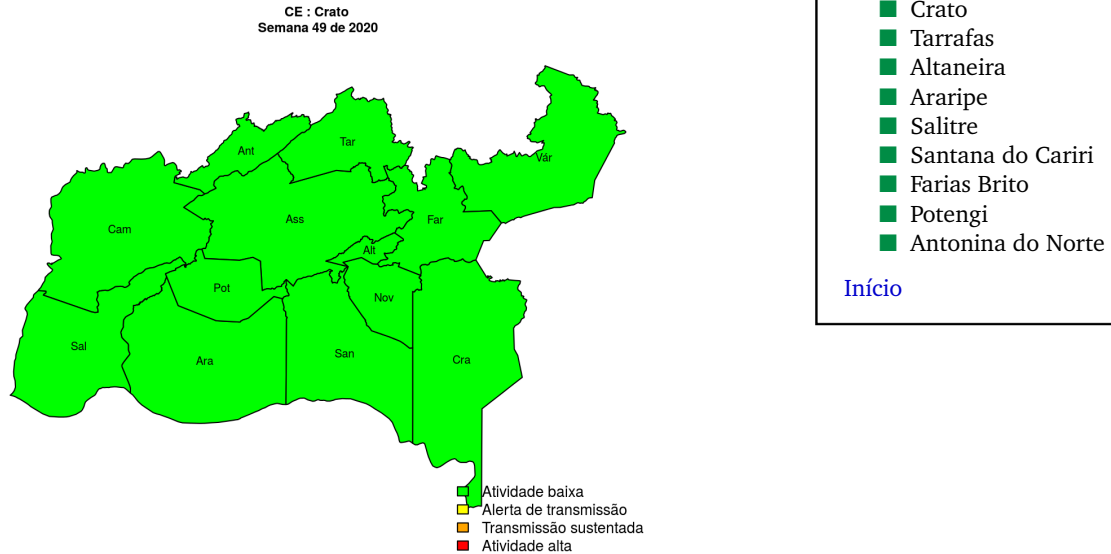 CE : Crato
Semana 49 de 2020
Ant
Tar
Vár
Cam
Ass
Far
Alt
Pot
Nov
Sal
Ara
San
Cra
Atividade baixa
Alerta de transmissão
Transmissão sustentada
Atividade alta
Crato
Tarrafas
Altaneira
Araripe
Salitre
Santana do Cariri
Farias Brito
Potengi
Antonina do Norte
Início